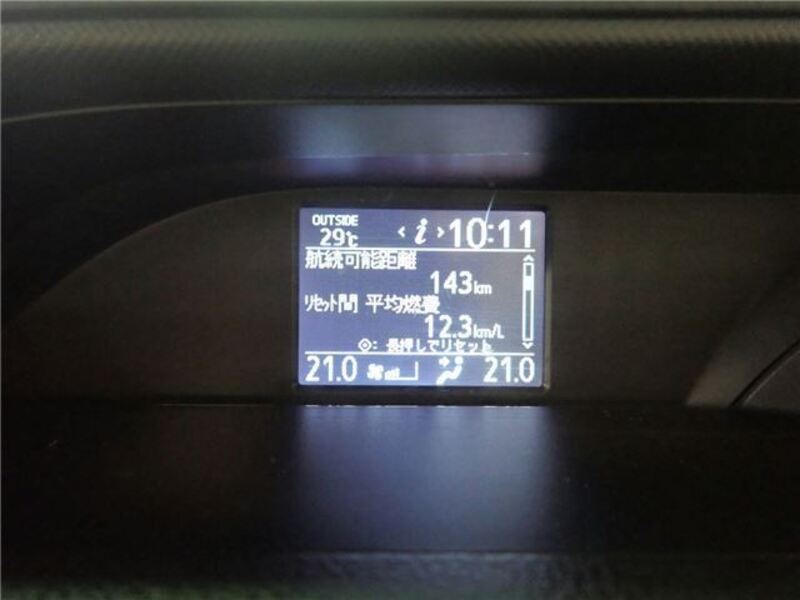 OUTSIDE
29℃ < i > 10:11
航続可能距離
143km
リセット間 平均燃費
12.3km/L
◎: 長押しでリセット
21.0 21.0